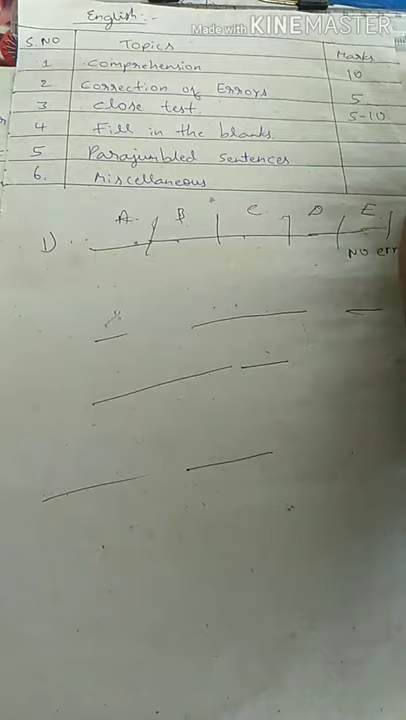 English:-
Made with KINEMASTER
S.NO Topics Marks
1 Comprehension 10
2 Correction of Errors 5
3 Close test. 5-10
4 Fill in the blanks.
5 Parajumbled sentences
6. Miscellaneous
A. B C D E
1)
NO err